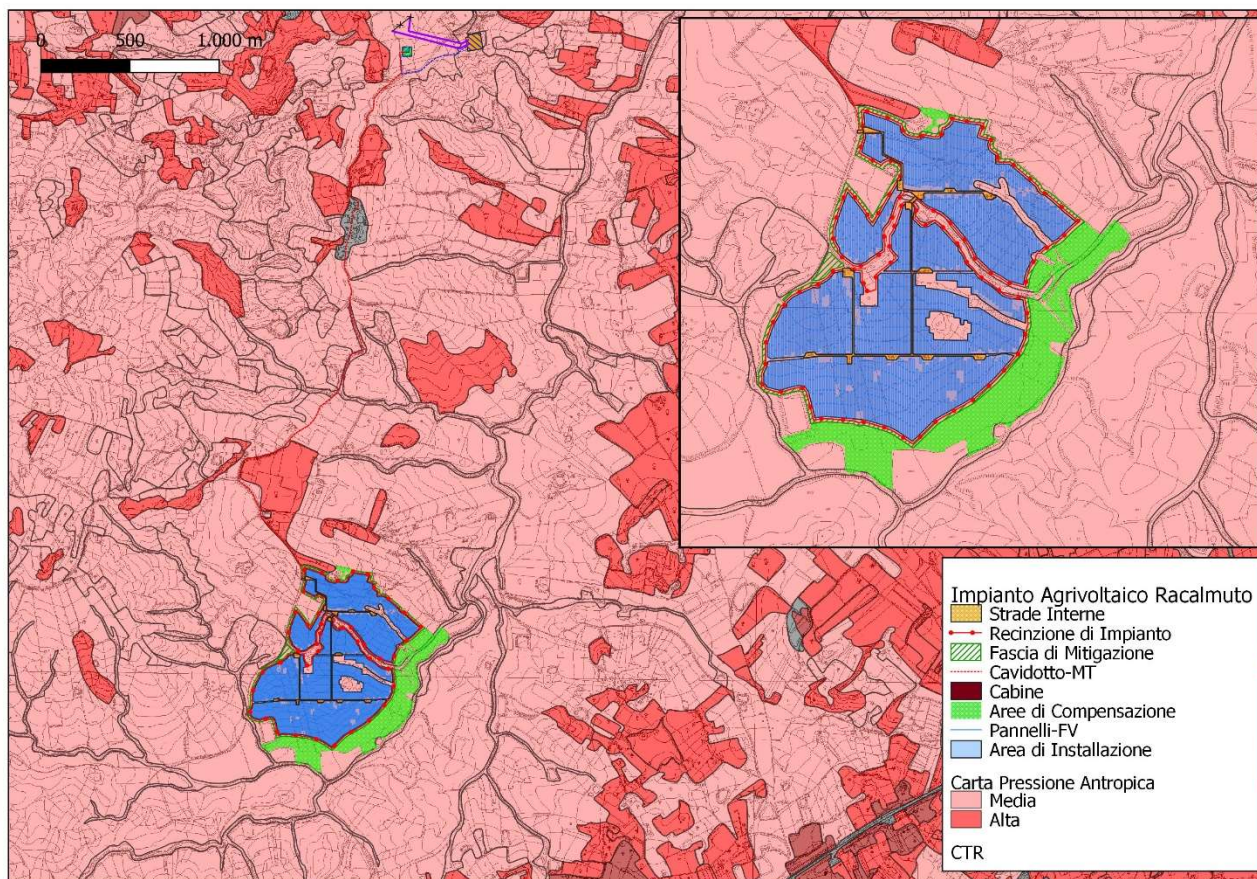 0 500 1.000 m
Impianto Agrivoltaico Racalmuto
Strade Interne
Recinzione di Impianto
Fascia di Mitigazione
Cavidotto-MT
Cabine
Aree di Compensazione
Pannelli-FV
Area di Installazione
Carta Pressione Antropica
Media
Alta
CTR